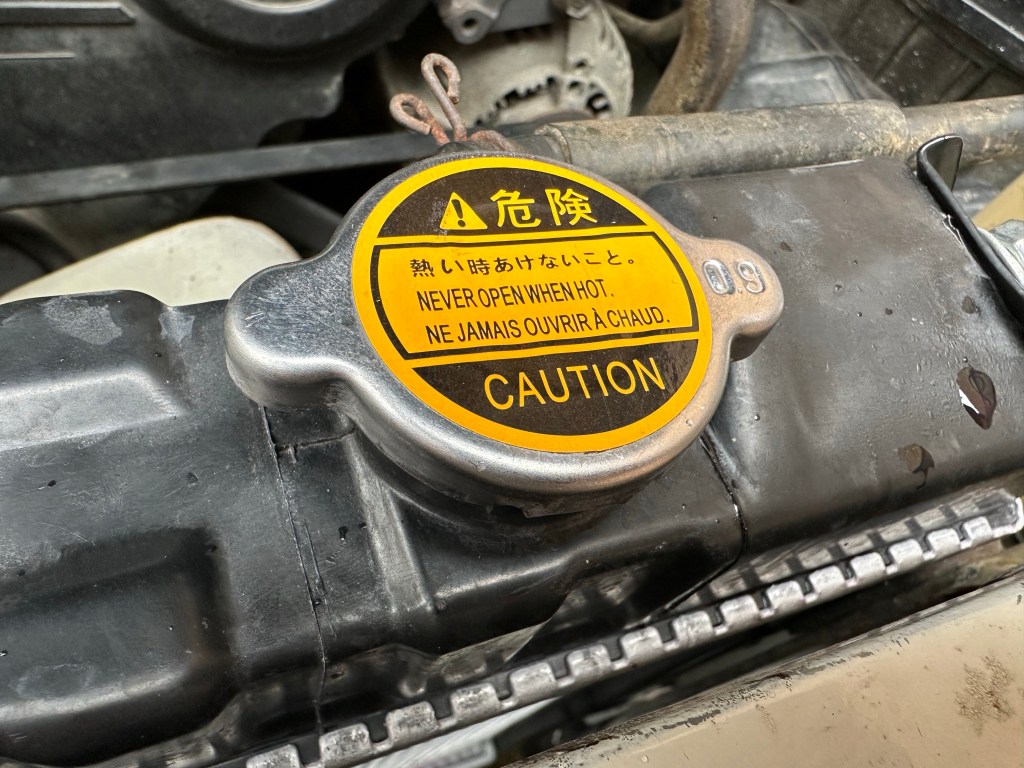 危険
熱い時あけないこと。
NEVER OPEN WHEN HOT.
NE JAMAIS OUVRIR À CHAUD.
CAUTION
0.9